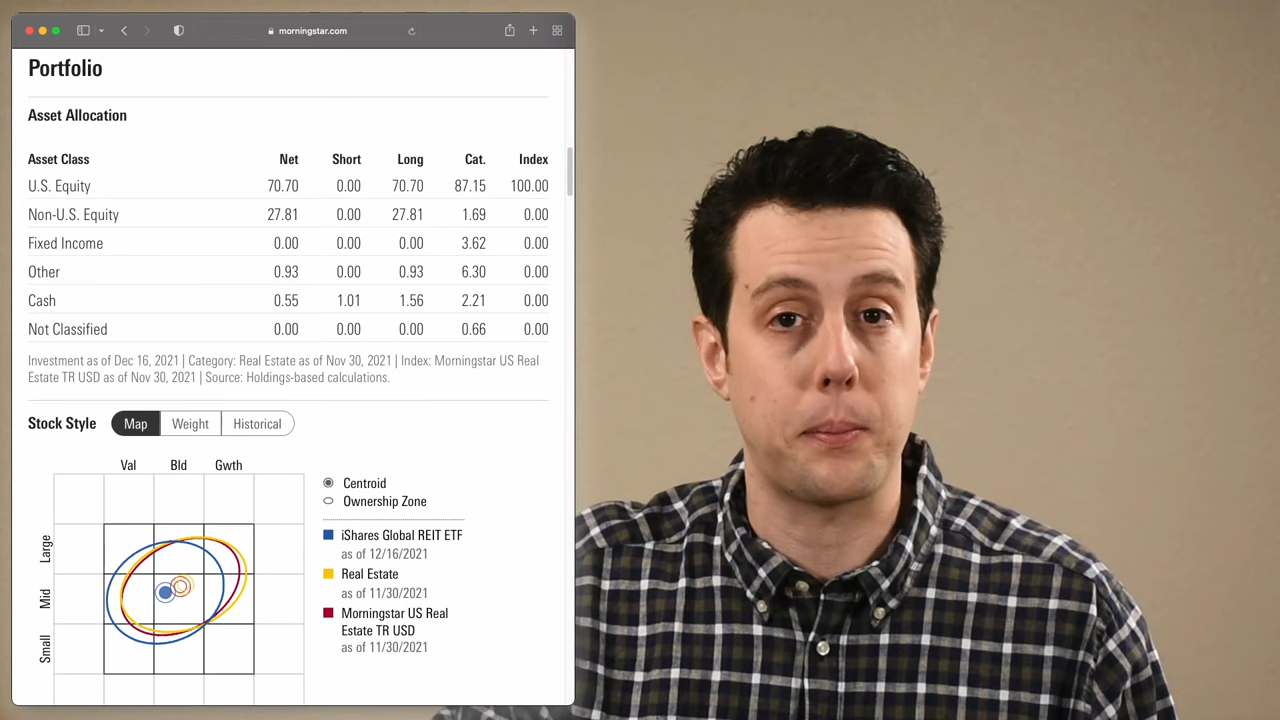 morningstar.com
Portfolio
Asset Allocation
Asset Class Net Short Long Cat. Index
U.S. Equity 70.70 0.00 70.70 87.15 100.00
Non-U.S. Equity 27.81 0.00 27.81 1.69 0.00
Fixed Income 0.00 0.00 0.00 3.62 0.00
Other 0.93 0.00 0.93 6.30 0.00
Cash 0.55 1.01 1.56 2.21 0.00
Not Classified 0.00 0.00 0.00 0.66 0.00
Investment as of Dec 16, 2021 | Category: Real Estate as of Nov 30, 2021 | Index: Morningstar US Real
Estate TR USD as of Nov 30, 2021 | Source: Holdings-based calculations.
Stock Style Map Weight Historical
Val Bld Gwth
Large
Mid
Small
Centroid
Ownership Zone
iShares Global REIT ETF
as of 12/16/2021
Real Estate
as of 11/30/2021
Morningstar US Real
Estate TR USD
as of 11/30/2021